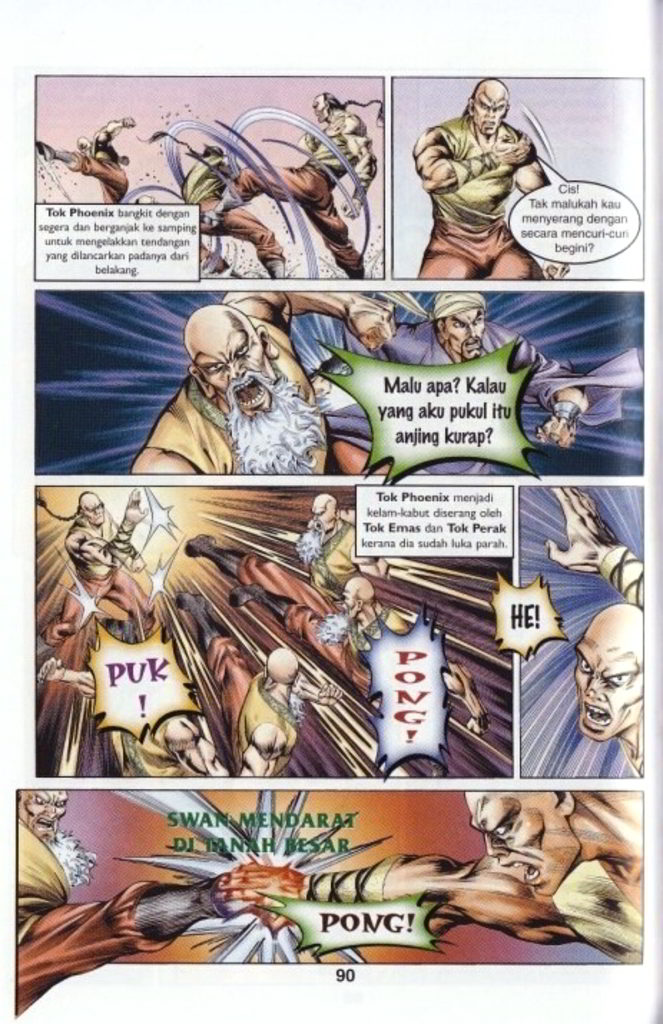 Tok Phoenix bangkit dengan
segera dan berganjak ke samping
untuk mengelakkan tendangan
yang dilancarkan padanya dari
belakang.
Cis!
Tak malukah kau
menyerang dengan
secara mencuri-curi
begini?
Malu apa? Kalau
yang aku pukul itu
anjing kurap?
Tok Phoenix menjadi
kelam-kabut diserang oleh
Tok Emas dan Tok Perak
kerana dia sudah luka parah.
PUK
!
PONG!
HE!
SWAN MENDARAT
DI TANAH BESAR
PONG!
90